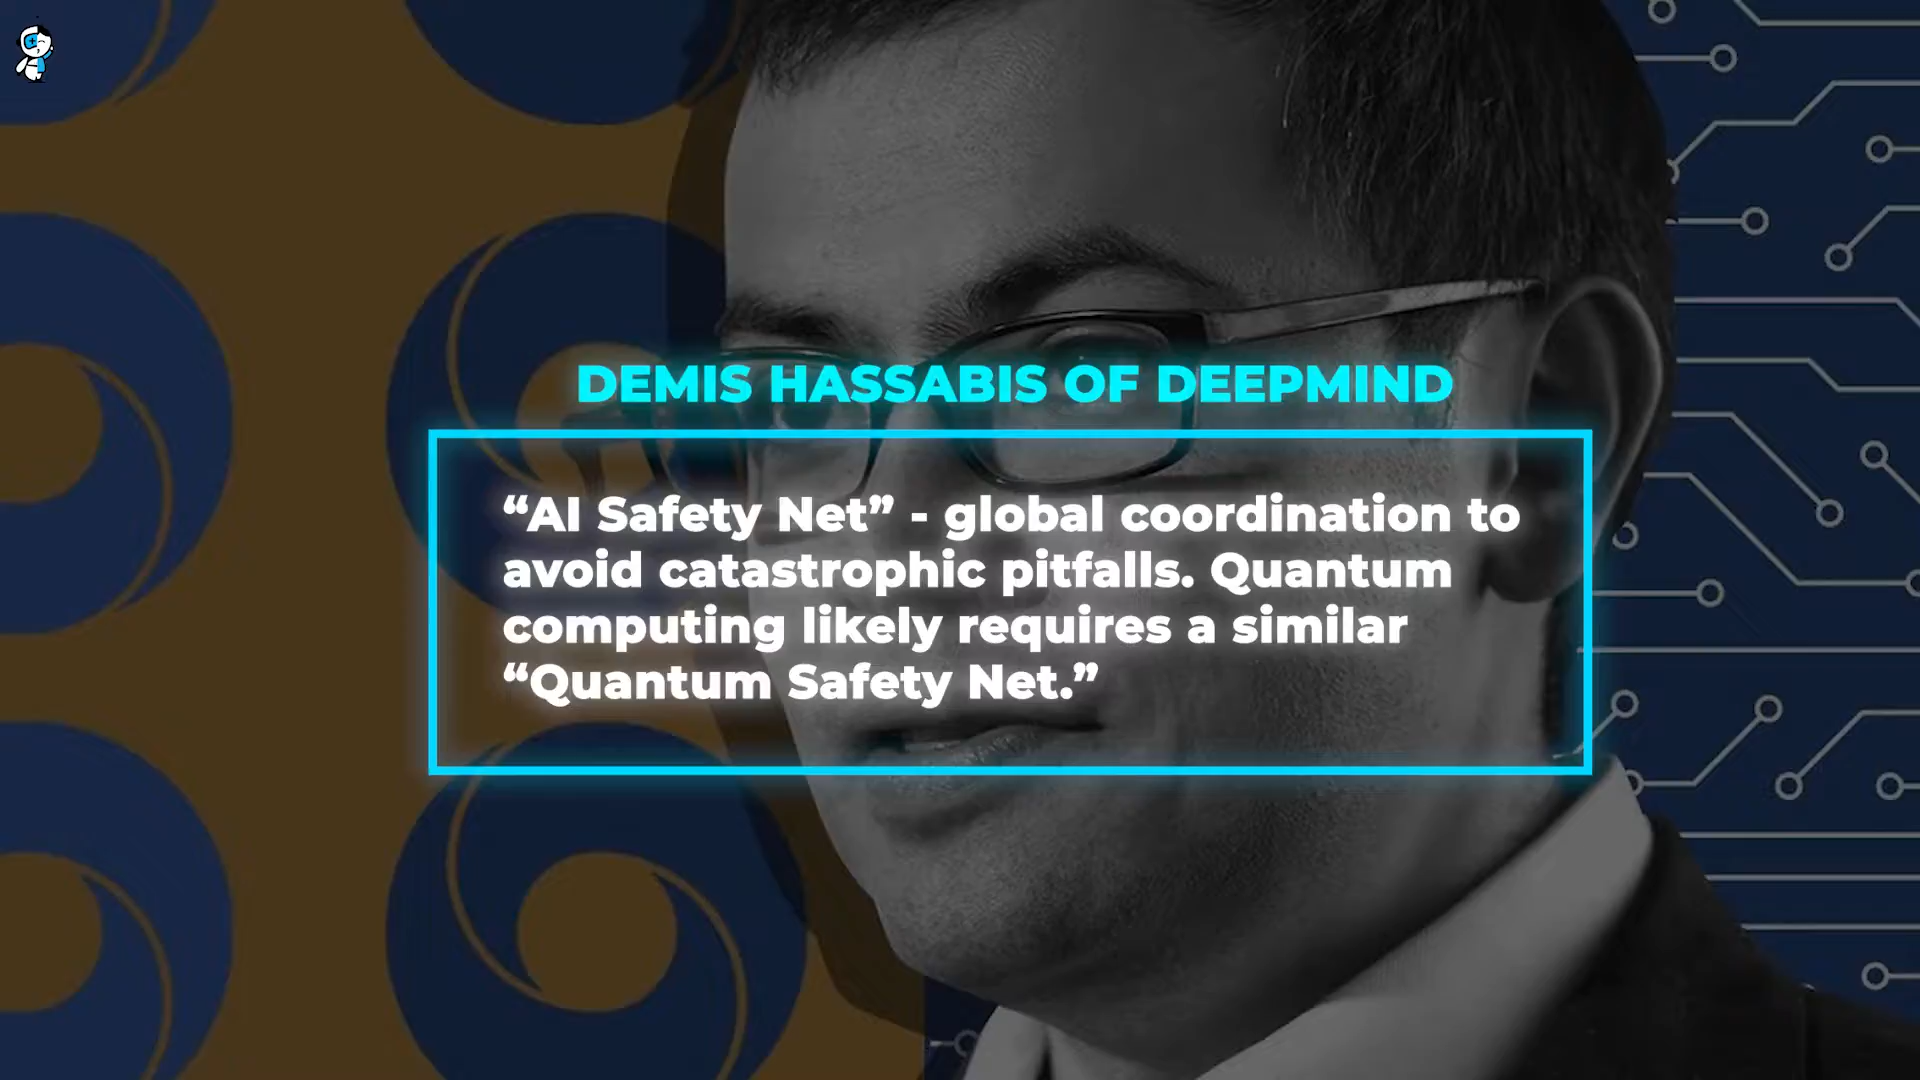 DEMIS HASSABIS OF DEEPMIND
“AI Safety Net” - global coordination to
avoid catastrophic pitfalls. Quantum
computing likely requires a similar
“Quantum Safety Net.”